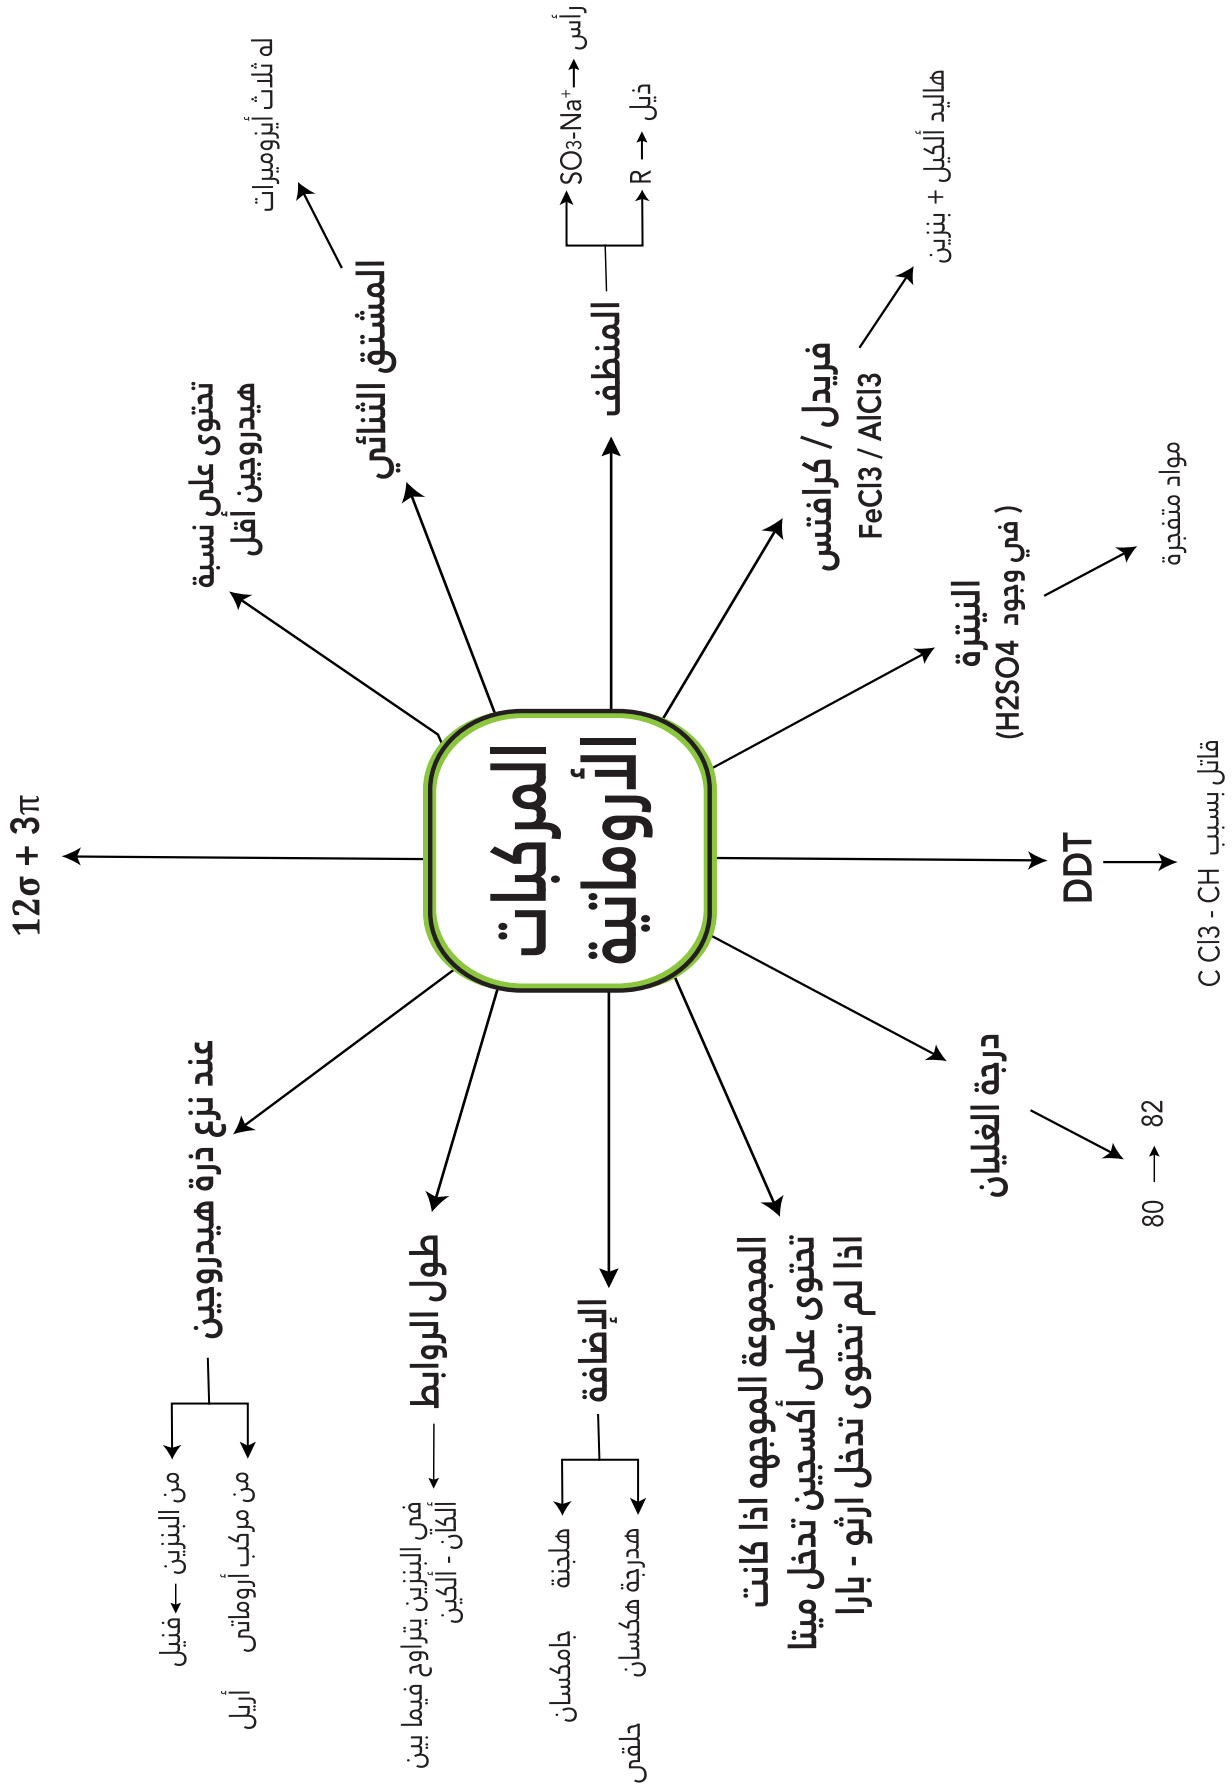 المركبات
الأروماتية
12σ + 3π
تحتوى على نسبة
هيدروجين أقل
المشتق الثنائي
له ثلاث أيزوميرات
المنظف
SO3-Na⁺ → رأس
R → ذيل
فريدل / كرافتس
FeCl3 / AlCl3
هاليد ألكيل + بنزين
النيترة
(H2SO4 في وجود )
مواد متفجرة
DDT
C Cl3 - CH قاتل بسبب
درجة الغليان
80 → 82
المجموعة الموجهه اذا كانت
تحتوى على أكسجين تدخل ميتا
اذا لم تحتوى تدخل ارثو - بارا
الإضافة
هلجنة جامكسان
هدرجة هكسان حلقى
طول الروابط
فى البنزين يتراوح فيما بين
ألكان - ألكين
عند نزع ذرة هيدروجين
من البنزين → فنيل
من مركب أروماتى أريل